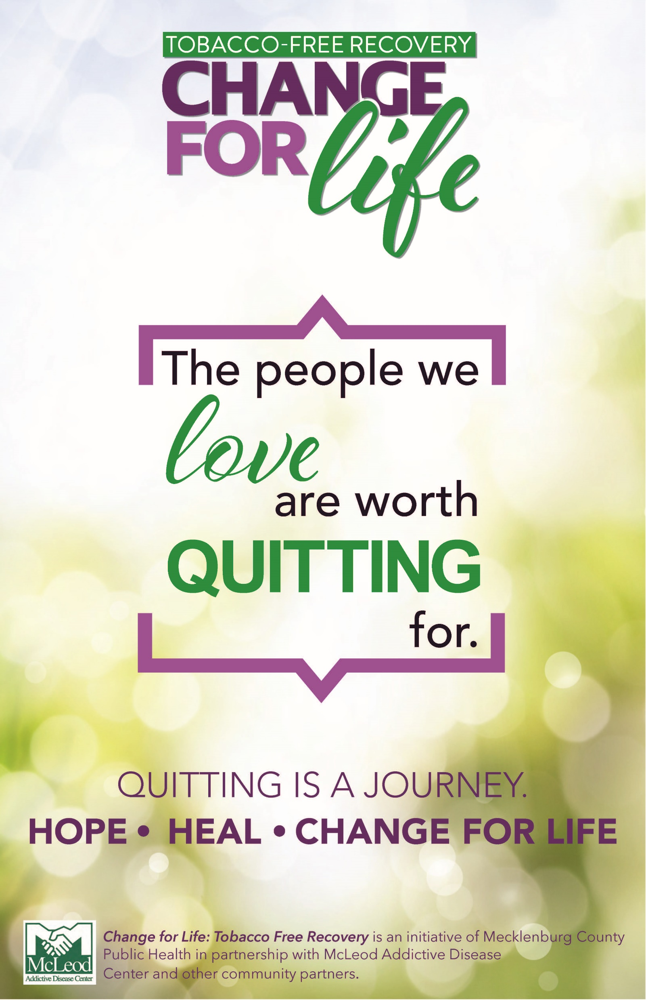 TOBACCO-FREE RECOVERY
CHANGE
FOR life
The people we
love
are worth
QUITTING
for.
QUITTING IS A JOURNEY.
HOPE • HEAL • CHANGE FOR LIFE
McLeod
Addictive Disease Center
Change for Life: Tobacco Free Recovery is an initiative of Mecklenburg County
Public Health in partnership with McLeod Addictive Disease
Center and other community partners.